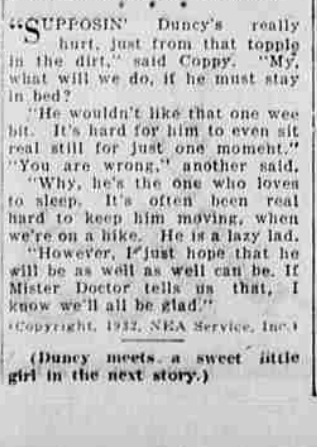 "SUPPOSIN' Duncy's really
hurt, just from that topple
in the dirt," said Coppy. "My,
what will we do, if he must stay
in bed?
"He wouldn't like that one wee
bit. It's hard for him to even sit
real still for just one moment."
"You are wrong," another said.
"Why, he's the one who loves
to sleep. It's often been real
hard to keep him moving, when
we're on a hike. He is a lazy lad.
"However, I just hope that he
will be as well as well can be. If
Mister Doctor tells us that, I
know we'll all be glad."
(Copyright, 1932, NEA Service, Inc.)
(Duncy meets a sweet little
girl in the next story.)